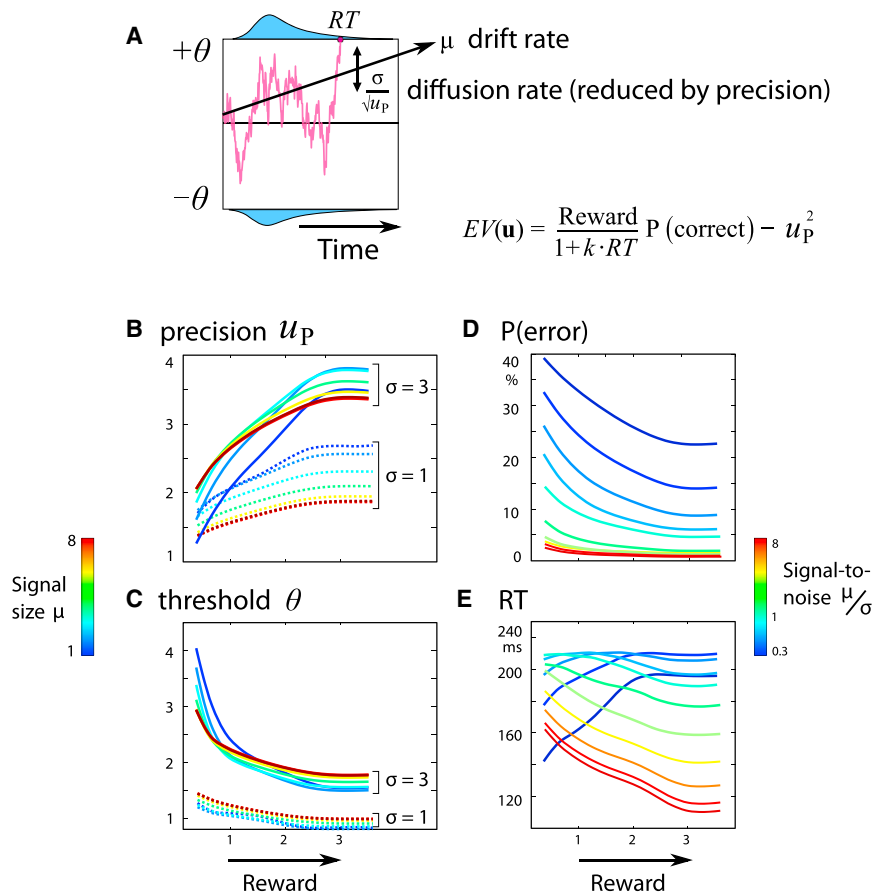 A
RT
+θ
μ drift rate
σ
√u_P
diffusion rate (reduced by precision)
−θ
Time
EV(u) = Reward / 1+k·RT P (correct) − u_P^2
B precision u_P
4
3
2
1
σ = 3
σ = 1
D P(error)
40
%
30
20
10
0
8
Signal
size μ
1
C threshold θ
4
3
2
1
σ = 3
σ = 1
1 2 3
Reward
8
Signal-to-
noise μ/σ
1
0.3
E RT
240
ms
200
160
120
1 2 3
Reward